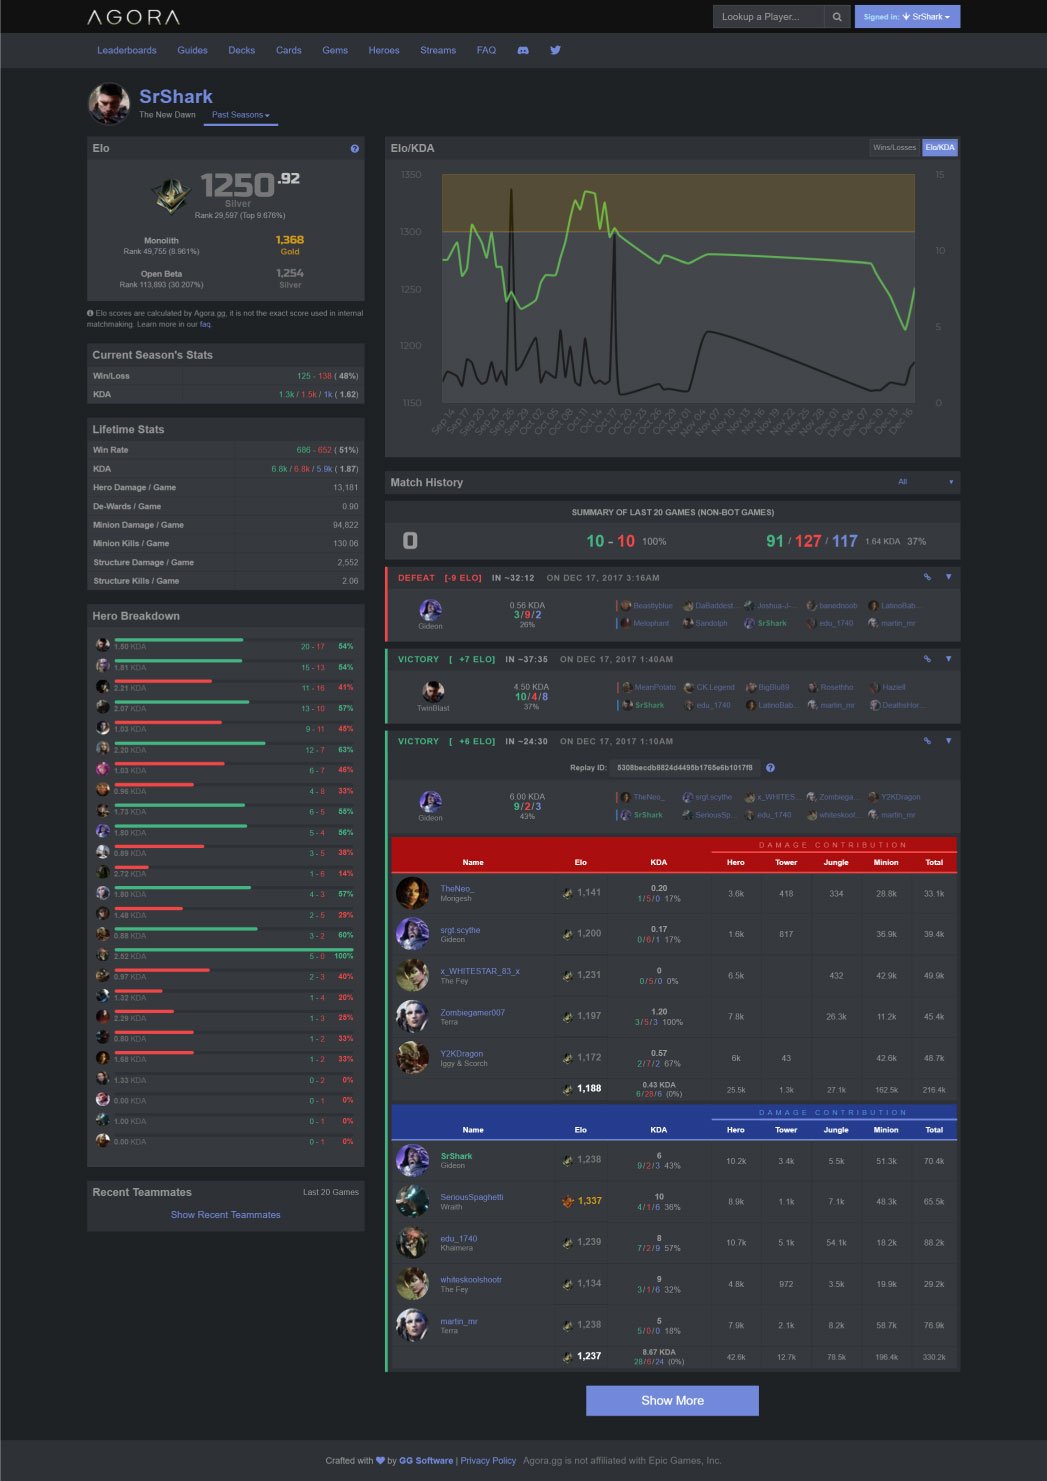 AGORA
Lookup a Player...
Signed in: SrShark
Leaderboards Guides Decks Cards Gems Heroes Streams FAQ
SrShark
The New Dawn Past Seasons
Elo
1250.92
Silver
Rank 29,597 (Top 9.676%)
Monolith 1,368
Rank 49,755 (8.961%) Gold
Open Beta 1,254
Rank 113,893 (30.207%) Silver
Elo scores are calculated by Agora.gg, it is not the exact score used in internal
matchmaking. Learn more in our faq.
Current Season's Stats
Win/Loss 125 - 138 ( 48%)
KDA 1.3k / 1.5k / 1k ( 1.62)
Lifetime Stats
Win Rate 686 - 652 ( 51%)
KDA 6.8k / 6.8k / 5.9k ( 1.87)
Hero Damage / Game 13,181
De-Wards / Game 0.90
Minion Damage / Game 94,822
Minion Kills / Game 130.06
Structure Damage / Game 2,552
Structure Kills / Game 2.06
Hero Breakdown
1.50 KDA 20 - 17 54%
1.81 KDA 15 - 13 54%
2.21 KDA 11 - 16 41%
2.07 KDA 13 - 10 57%
1.03 KDA 9 - 11 45%
2.20 KDA 12 - 7 63%
1.03 KDA 6 - 7 46%
0.96 KDA 4 - 8 33%
1.73 KDA 6 - 5 55%
1.80 KDA 5 - 4 56%
0.89 KDA 3 - 5 38%
2.72 KDA 1 - 6 14%
1.80 KDA 4 - 3 57%
1.48 KDA 2 - 5 29%
0.88 KDA 3 - 2 60%
2.52 KDA 5 - 0 100%
0.97 KDA 2 - 3 40%
1.32 KDA 1 - 4 20%
2.29 KDA 1 - 3 25%
0.80 KDA 1 - 2 33%
1.68 KDA 1 - 2 33%
1.33 KDA 0 - 2 0%
0.00 KDA 0 - 1 0%
1.00 KDA 0 - 1 0%
0.00 KDA 0 - 1 0%
Recent Teammates Last 20 Games
Show Recent Teammates
Elo/KDA Wins/Losses Elo/KDA
1350 15
1300
10
1250
1200 5
1150 0
Sep 14 Sep 17 Sep 20 Sep 23 Sep 26 Sep 29 Oct 02 Oct 05 Oct 08 Oct 11 Oct 14 Oct 17 Oct 20 Oct 23 Oct 26 Oct 29 Nov 01 Nov 04 Nov 07 Nov 10 Nov 13 Nov 16 Nov 19 Nov 22 Nov 25 Nov 28 Dec 01 Dec 04 Dec 07 Dec 10 Dec 13 Dec 16
Match History All
SUMMARY OF LAST 20 GAMES (NON-BOT GAMES)
0 10 - 10 100% 91 / 127 / 117 1.64 KDA 37%
DEFEAT [-9 ELO] IN ~32:12 ON DEC 17, 2017 3:16AM
Gideon
0.56 KDA
3/9/2
26%
Beastlyblue DaBaddest... Joshua-J-... banednoob LatinoBab...
Melophant Sandolph SrShark edu_1740 martin_mr
VICTORY [ +7 ELO] IN ~37:35 ON DEC 17, 2017 1:40AM
TwinBlast
4.50 KDA
10/4/8
37%
MeanPotato CK.Legend BigBlu89 Rosethho Haziell
SrShark edu_1740 LatinoBab... martin_mr DeathsHor...
VICTORY [ +6 ELO] IN ~24:30 ON DEC 17, 2017 1:10AM
Replay ID: 5308becdb8824d4495b1765e6b1017f8
Gideon
6.00 KDA
9/2/3
43%
TheNeo_ srgt.scythe x_WHITES... Zombiega... Y2KDragon
SrShark SeriousSp... edu_1740 whiteskool... martin_mr
DAMAGE CONTRIBUTION
Name Elo KDA Hero Tower Jungle Minion Total
TheNeo_ Morigesh 1,141 0.20 1/5/0 17% 3.6k 418 334 28.8k 33.1k
srgt.scythe Gideon 1,200 0.17 0/6/1 17% 1.6k 817 36.9k 39.4k
x_WHITESTAR_83_x The Fey 1,231 0 0/5/0 0% 6.5k 432 42.9k 49.9k
Zombiegamer007 Terra 1,197 1.20 3/5/3 100% 7.8k 26.3k 11.2k 45.4k
Y2KDragon Iggy & Scorch 1,172 0.57 2/7/2 67% 6k 43 42.6k 48.7k
1,188 0.43 KDA 6/28/6 (0%) 25.5k 1.3k 27.1k 162.5k 216.4k
DAMAGE CONTRIBUTION
Name Elo KDA Hero Tower Jungle Minion Total
SrShark Gideon 1,238 6 9/2/3 43% 10.2k 3.4k 5.5k 51.3k 70.4k
SeriousSpaghetti Wraith 1,337 10 4/1/6 36% 8.9k 1.1k 7.1k 48.3k 65.5k
edu_1740 Khaimera 1,239 8 7/2/9 57% 10.7k 5.1k 54.1k 18.2k 88.2k
whiteskoolshootr The Fey 1,134 9 3/1/6 32% 4.8k 972 3.5k 19.9k 29.2k
martin_mr Terra 1,238 5 5/0/0 18% 7.9k 2.1k 8.2k 58.7k 76.9k
1,237 8.67 KDA 28/6/24 (0%) 42.6k 12.7k 78.5k 196.4k 330.2k
Show More
Crafted with by GG Software | Privacy Policy Agora.gg is not affiliated with Epic Games, Inc.